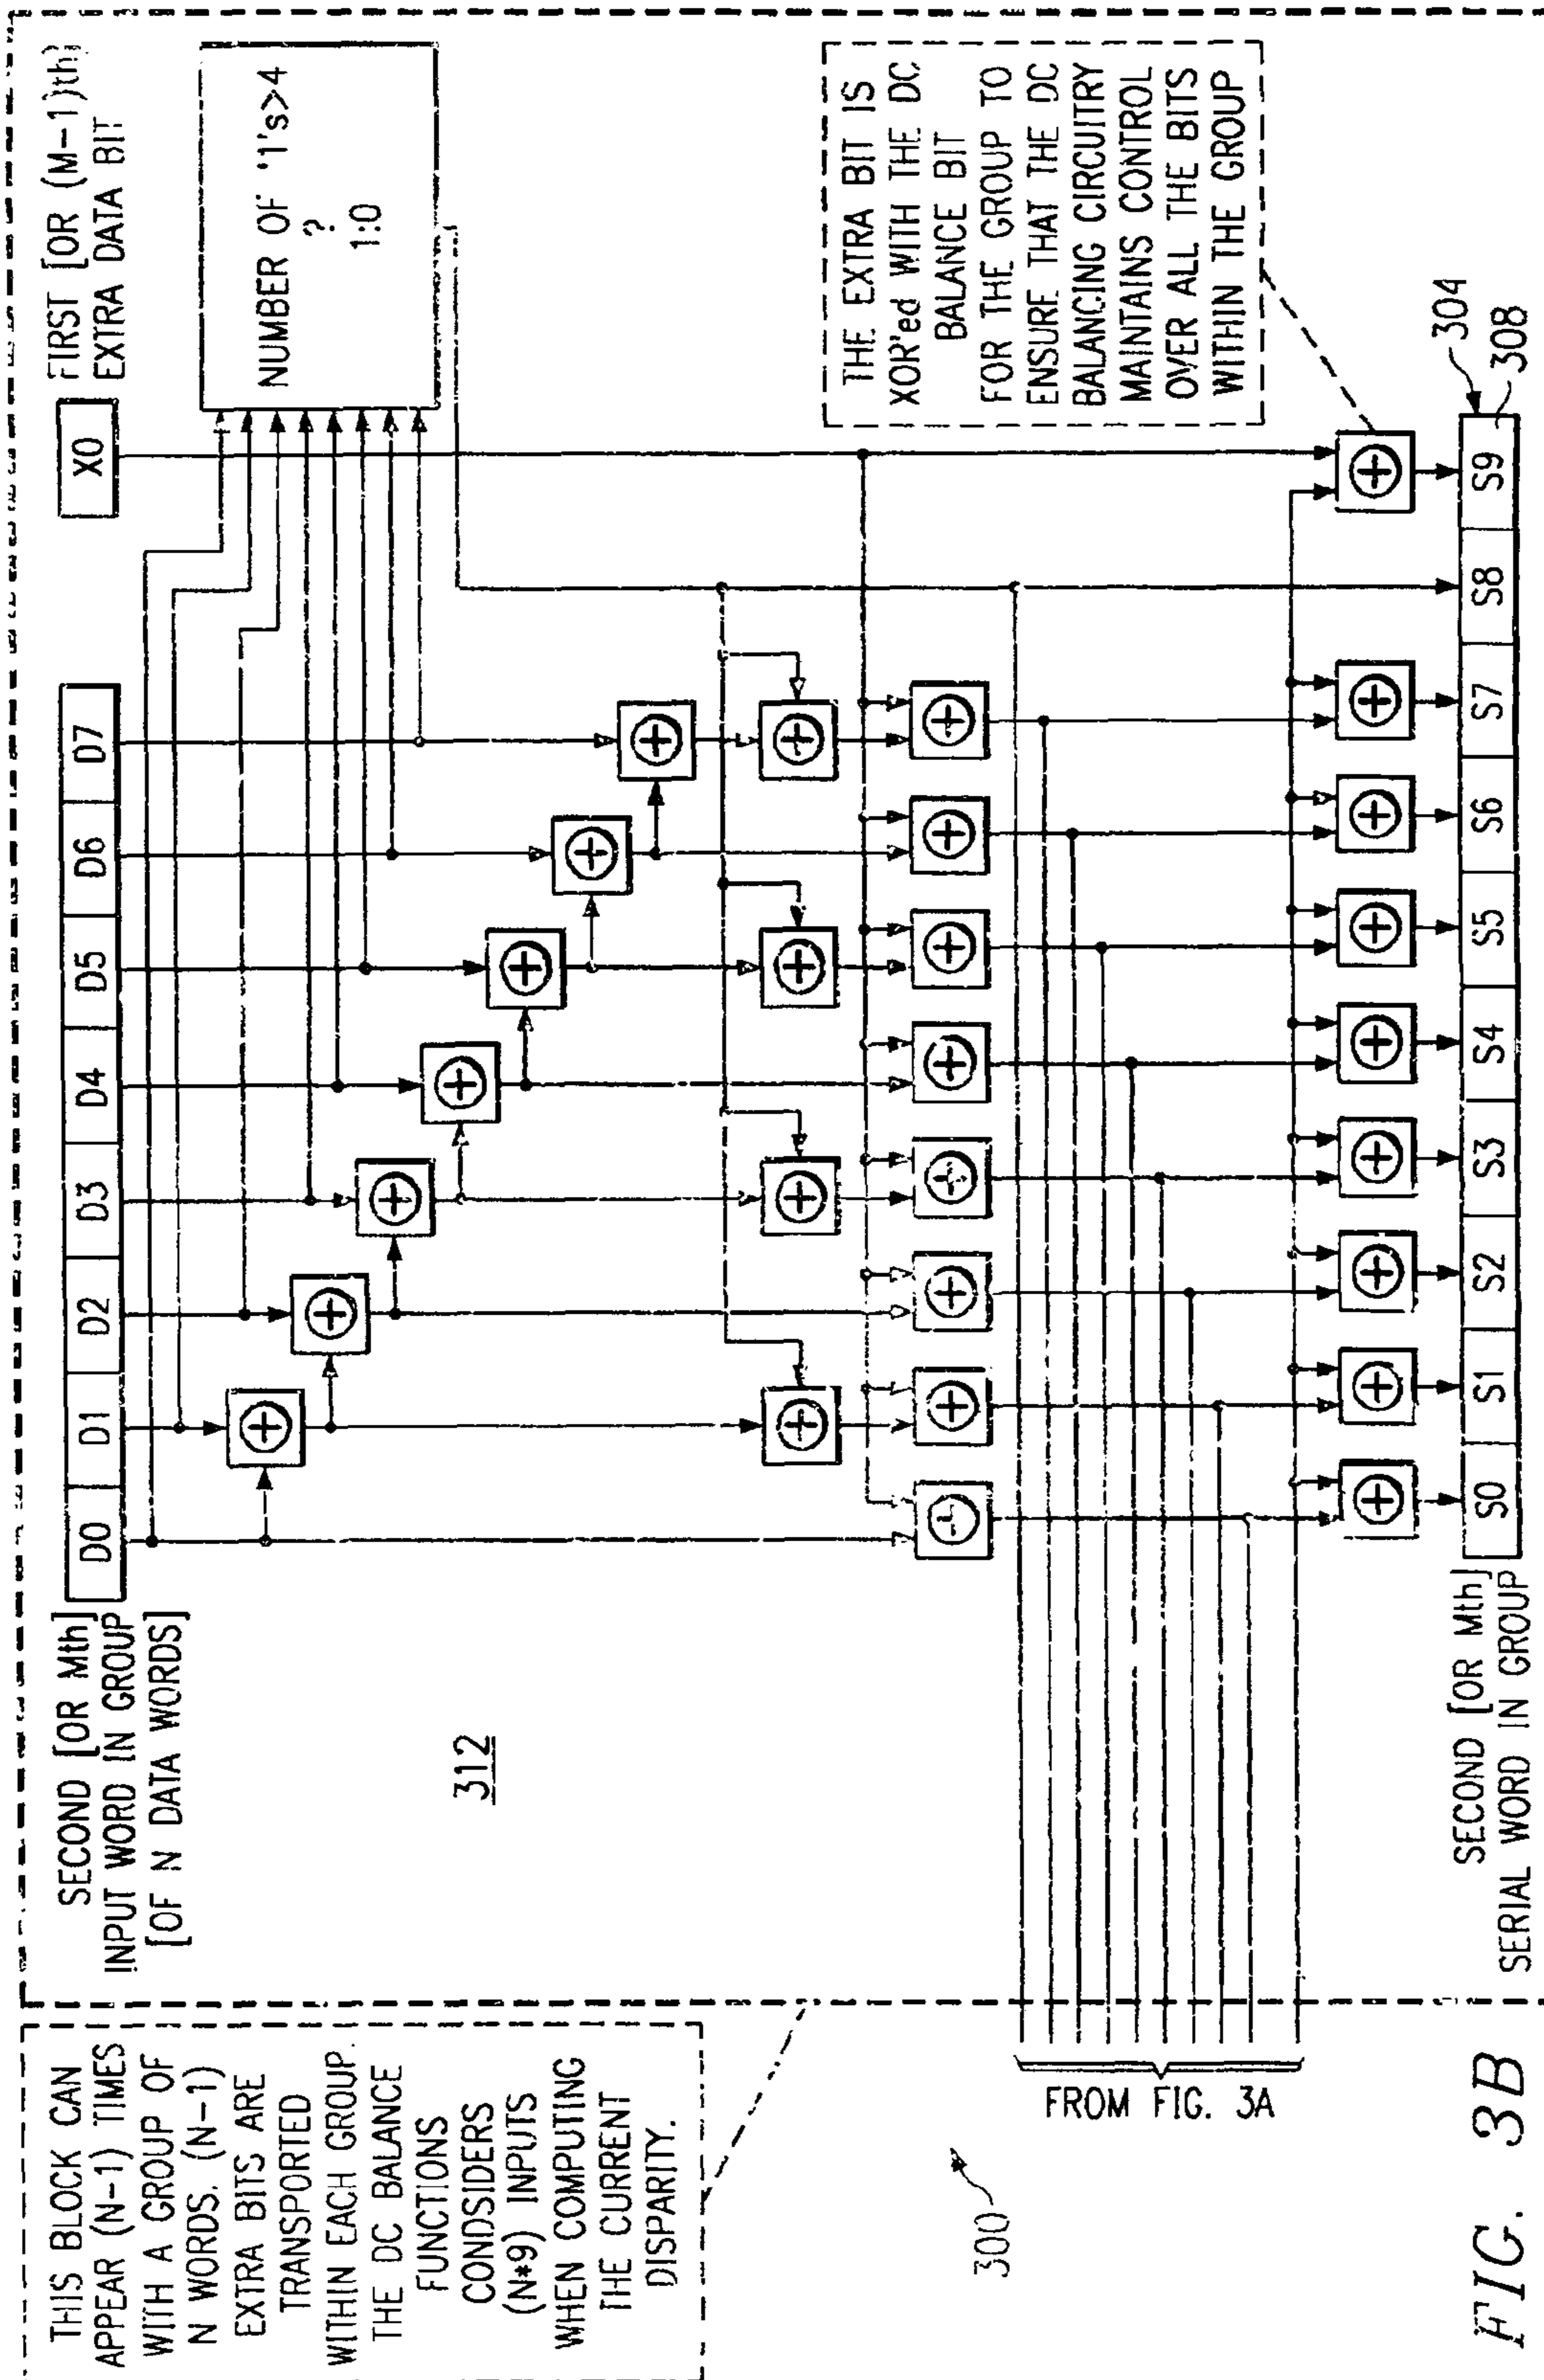 THIS BLOCK CAN
APPEAR (N-1) TIMES
WITH A GROUP OF
N WORDS. (N-1)
EXTRA BITS ARE
TRANSPORTED
WITHIN EACH GROUP.
THE DC BALANCE
FUNCTIONS
CONDSIDERS
(N*9) INPUTS
WHEN COMPUTING
THE CURRENT
DISPARITY.
SECOND [OR Mth]
INPUT WORD IN GROUP
[OF N DATA WORDS]
D0 D1 D2 D3 D4 D5 D6 D7
X0
FIRST [OR (M-1)th]
EXTRA DATA BIT
NUMBER OF '1's>4
?
1:0
312
THE EXTRA BIT IS
XOR'ed WITH THE DC
BALANCE BIT
FOR THE GROUP TO
ENSURE THAT THE DC
BALANCING CIRCUITRY
MAINTAINS CONTROL
OVER ALL THE BITS
WITHIN THE GROUP
300
FROM FIG. 3A
304
308
SECOND [OR Mth]
SERIAL WORD IN GROUP
S0 S1 S2 S3 S4 S5 S6 S7 S8 S9
FIG. 3B